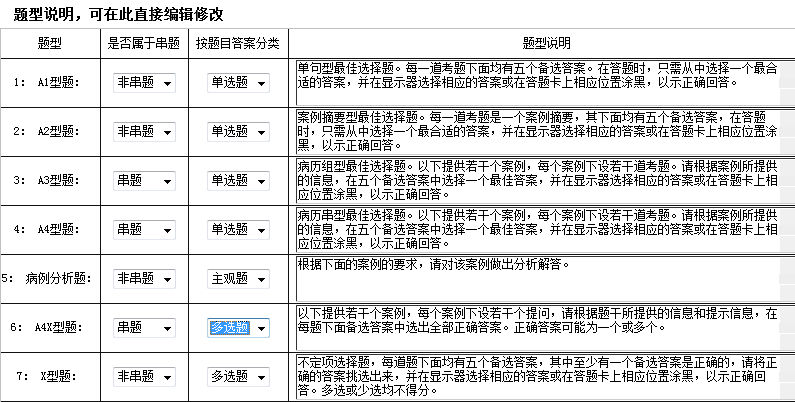 题型说明，可在此直接编辑修改
题型 是否属于串题 按题目答案分类 题型说明
1： A1型题： 非串题 单选题
单句型最佳选择题。每一道考题下面均有五个备选答案。在答题时，只需从中选择一个最合
适的答案，并在显示器选择相应的答案或在答题卡上相应位置涂黑，以示正确回答。
2： A2型题： 非串题 单选题
案例摘要型最佳选择题。每一道考题是一个案例摘要，其下面均有五个备选答案，在答题
时，只需从中选择一个最合适的答案，并在显示器选择相应的答案或在答题卡上相应位置涂
黑，以示正确回答。
3： A3型题： 串题 单选题
病历组型最佳选择题。以下提供若干个案例，每个案例下设若干道考题。请根据案例所提供
的信息，在五个备选答案中选择一个最佳答案，并在显示器选择相应的答案或在答题卡上相
应位置涂黑，以示正确回答。
4： A4型题： 串题 单选题
病历串型最佳选择题。以下提供若干个案例，每个案例下设若干道考题。请根据案例所提供
的信息，在五个备选答案中选择一个最佳答案，并在显示器选择相应的答案或在答题卡上相
应位置涂黑，以示正确回答。
5： 病例分析题： 非串题 主观题
根据下面的案例的要求，请对该案例做出分析解答。
6： A4X型题： 串题 多选题
以下提供若干个案例，每个案例下设若干个提问，请根据题干所提供的信息和提示信息，在
每题下面备选答案中选出全部正确答案。正确答案可能为一个或多个。
7： X型题： 非串题 多选题
不定项选择题，每道题下面均有五个备选答案，其中至少有一个备选答案是正确的，请将正
确的答案挑选出来，并在显示器选择相应的答案或在答题卡上相应位置涂黑，以示正确回
答。多选或少选均不得分。